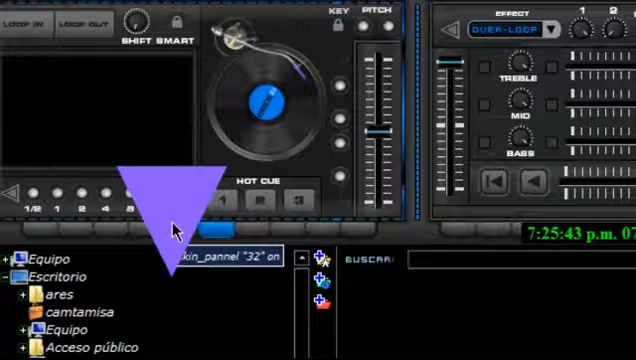 LOOP IN
LOOP OUT
SHIFT SMART
KEY
PITCH
EFFECT
OVER-LOOP
1
2
TREBLE
MID
BASS
HOT CUE
1
2
3
1/2
1
2
4
8
7:25:43 p.m. 07
kin_pannel "32" on
BUSCAR:
Equipo
Escritorio
ares
camtamisa
Equipo
Acceso público